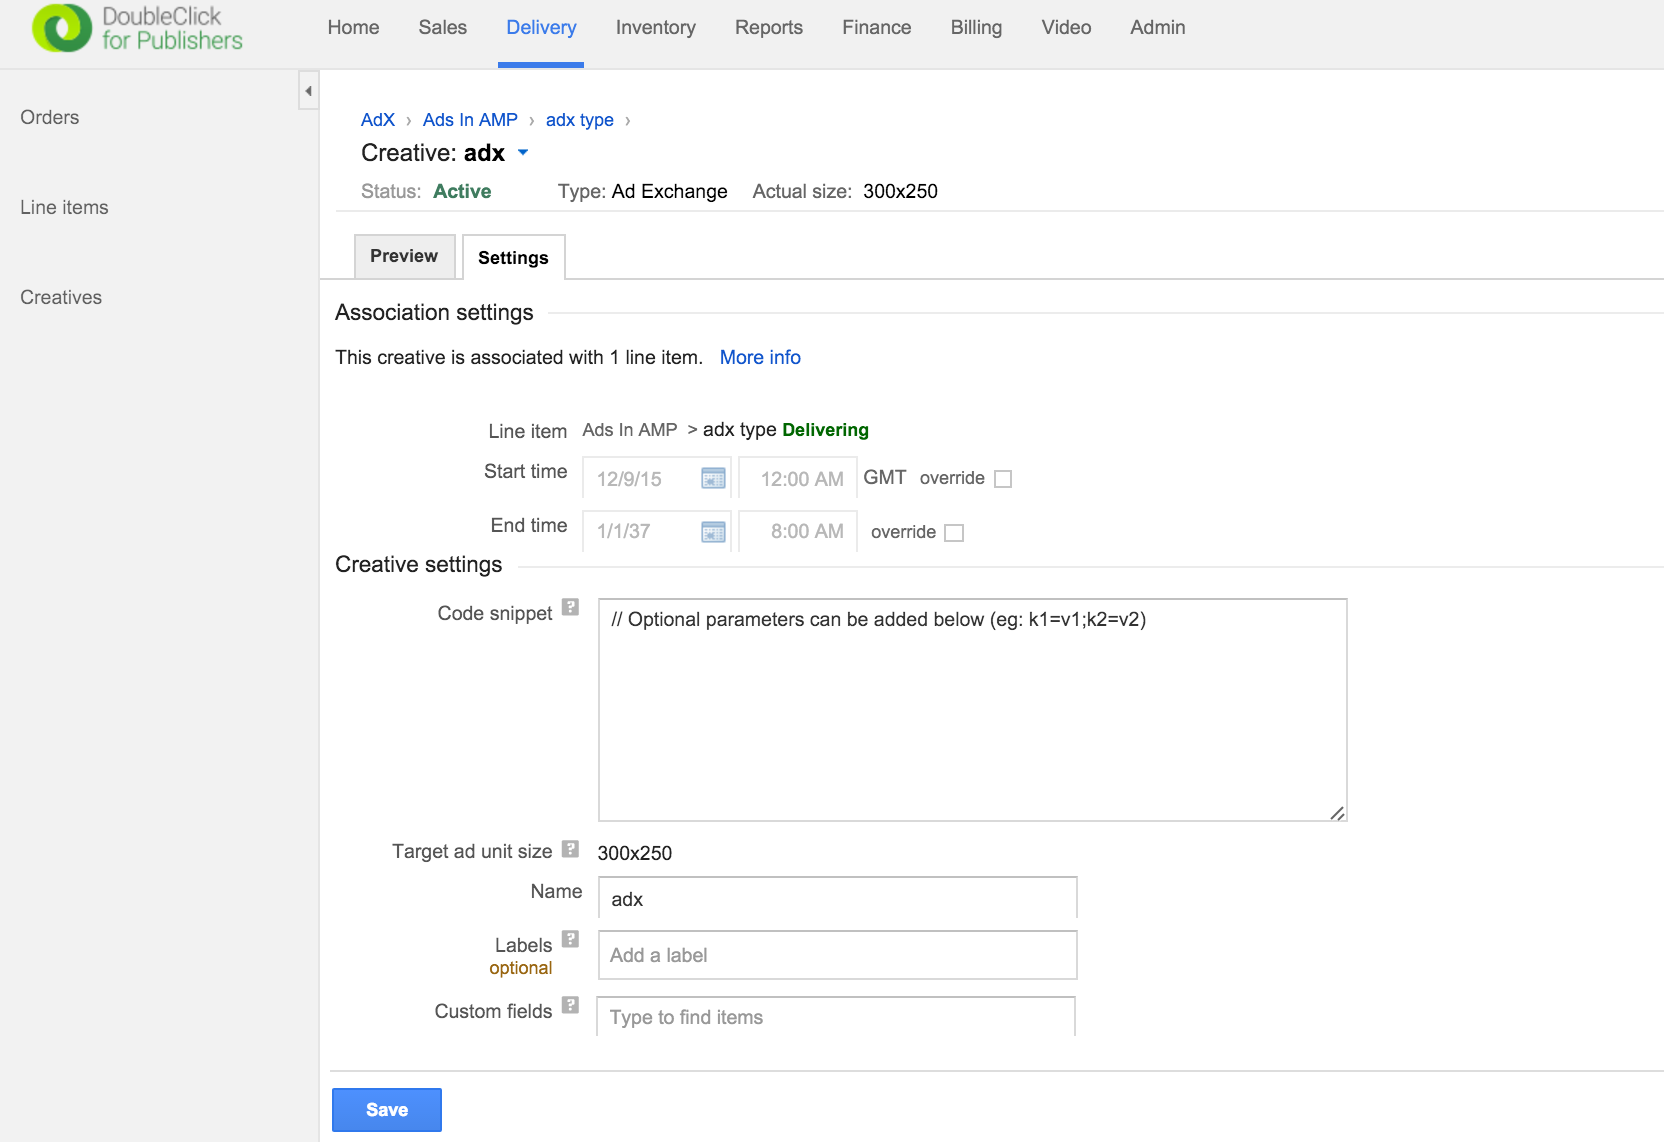 DoubleClick
for Publishers
Home Sales Delivery Inventory Reports Finance Billing Video Admin
Orders
Line items
Creatives
AdX › Ads In AMP › adx type ›
Creative: adx
Status: Active Type: Ad Exchange Actual size: 300x250
Preview Settings
Association settings
This creative is associated with 1 line item. More info
Line item Ads In AMP > adx type Delivering
Start time 12/9/15 12:00 AM GMT override
End time 1/1/37 8:00 AM override
Creative settings
Code snippet ? // Optional parameters can be added below (eg: k1=v1;k2=v2)
Target ad unit size ? 300x250
Name adx
Labels ? Add a label
optional
Custom fields ? Type to find items
Save